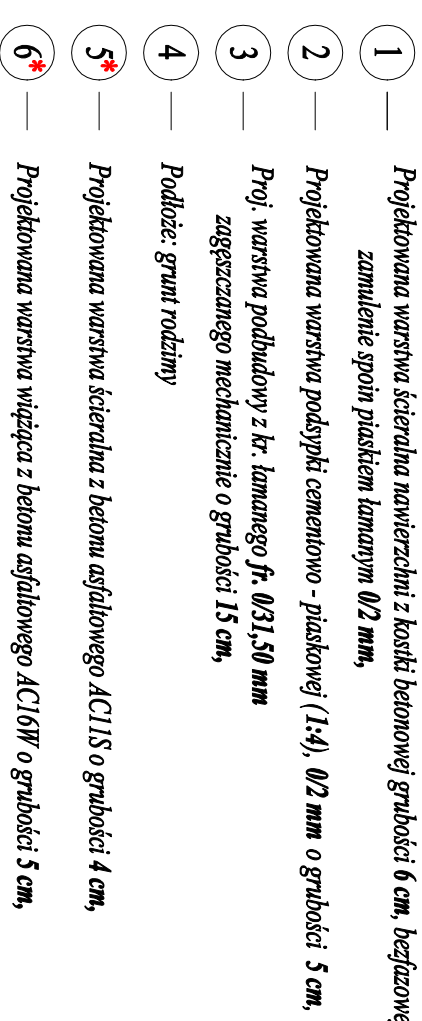 1 — Projektowana warstwa ścieralna nawierzchni z kostki betonowej grubości 6 cm, bezfazowej
zamulenie spoin piaskiem łamanym 0/2 mm,
2 — Projektowana warstwa podsypki cementowo - piaskowej (1:4), 0/2 mm o grubości 5 cm,
3 — Proj. warstwa podbudowy z kr. łamanego fr. 0/31,50 mm
zagęszczanego mechanicznie o grubości 15 cm,
4 — Podłoże: grunt rodzimy
5* — Projektowana warstwa ścieralna z betonu asfaltowego AC11S o grubości 4 cm,
6* — Projektowana warstwa wiążąca z betonu asfaltowego AC16W o grubości 5 cm,